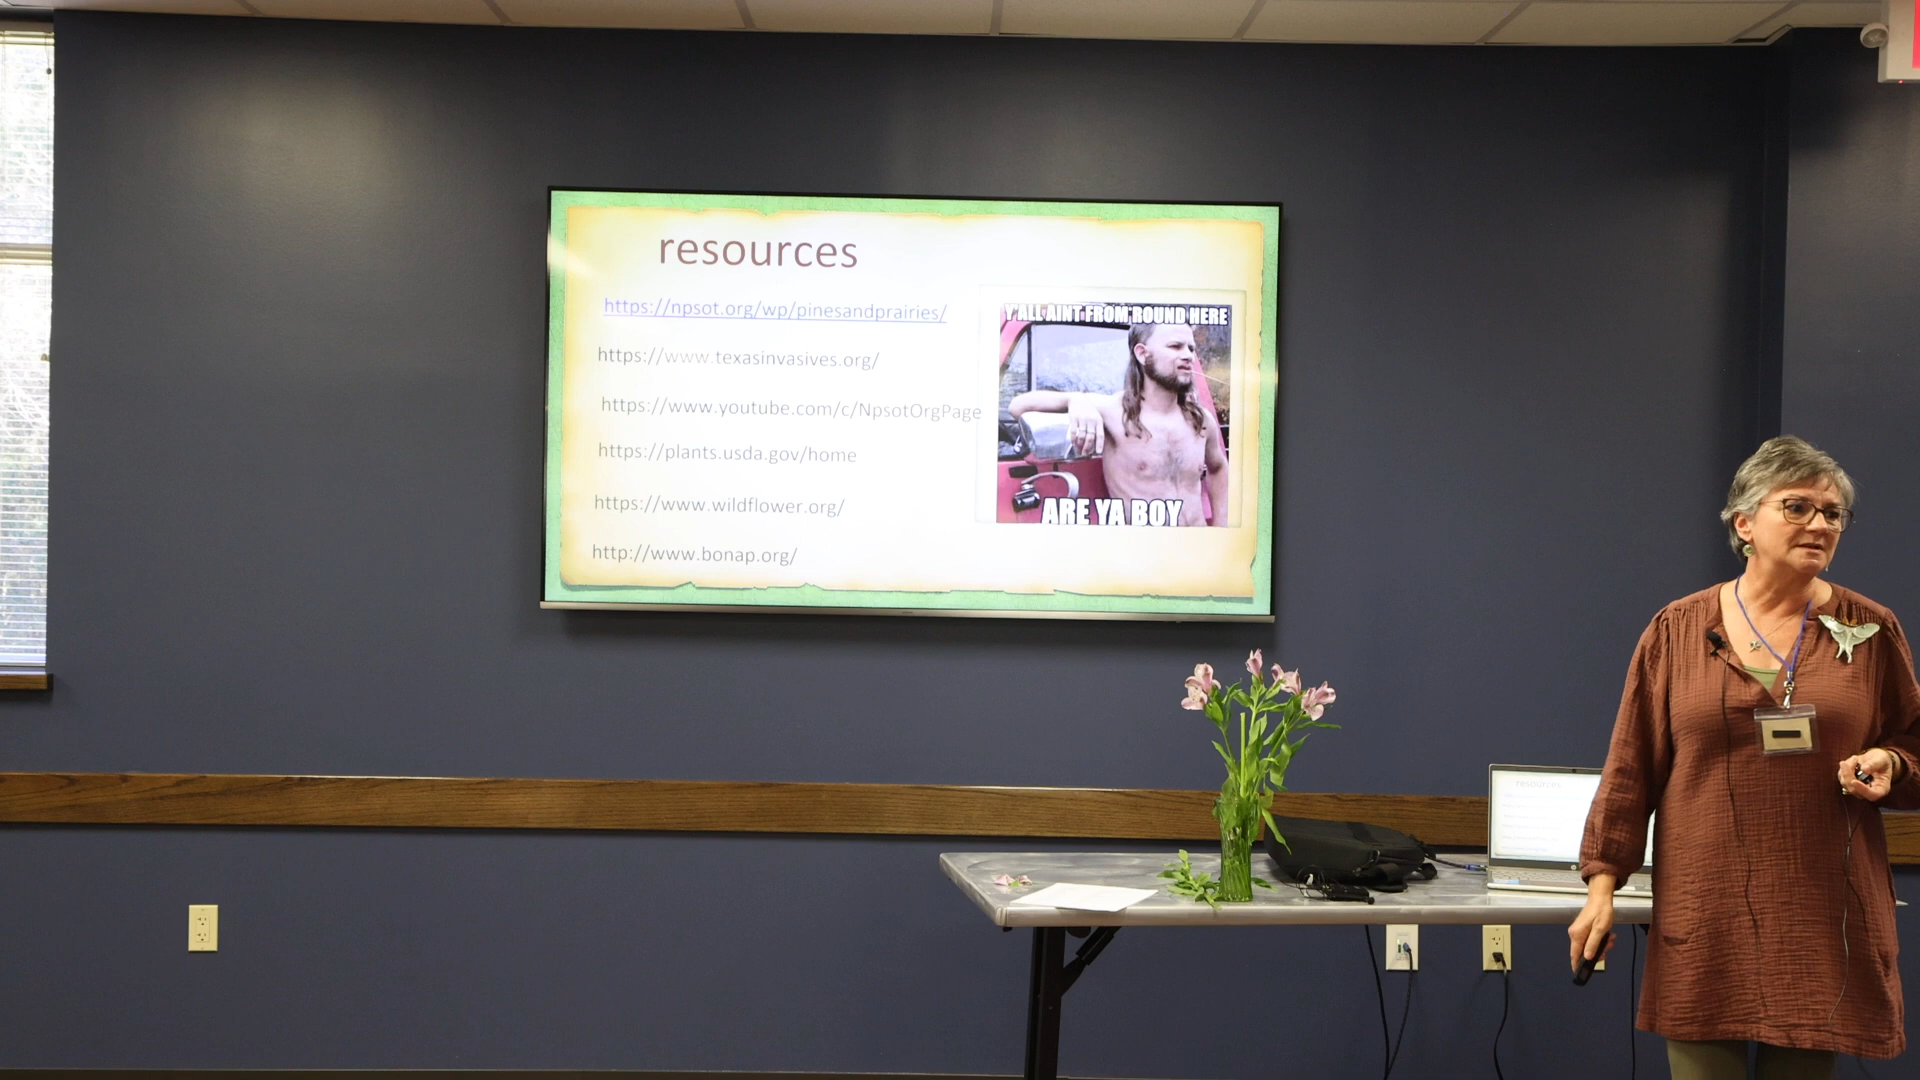 resources
https://npsot.org/wp/pinesandprairies/
https://www.texasinvasives.org/
https://www.youtube.com/c/NpsotOrgPage
https://plants.usda.gov/home
https://www.wildflower.org/
http://www.bonap.org/
Y'ALL AINT FROM 'ROUND HERE
ARE YA BOY
resources